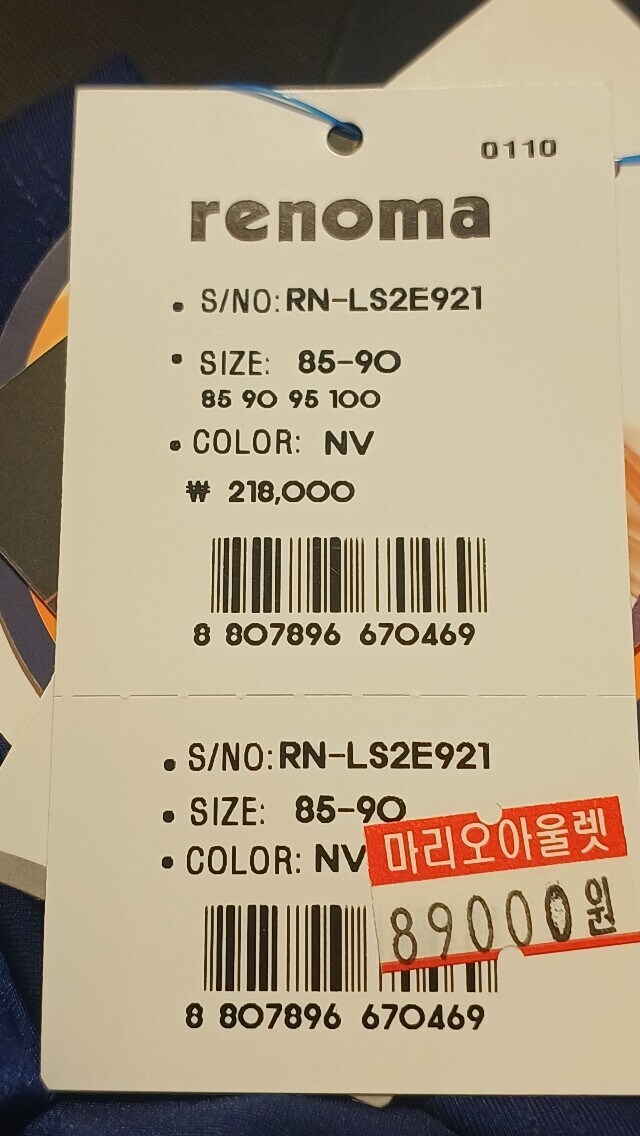 0110
renoma
• S/NO: RN-LS2E921
• SIZE: 85-90
85 90 95 100
• COLOR: NV
₩ 218,000
8 807896 670469
• S/NO: RN-LS2E921
• SIZE: 85-90
• COLOR: NV
마리오아울렛
89000원
8 807896 670469